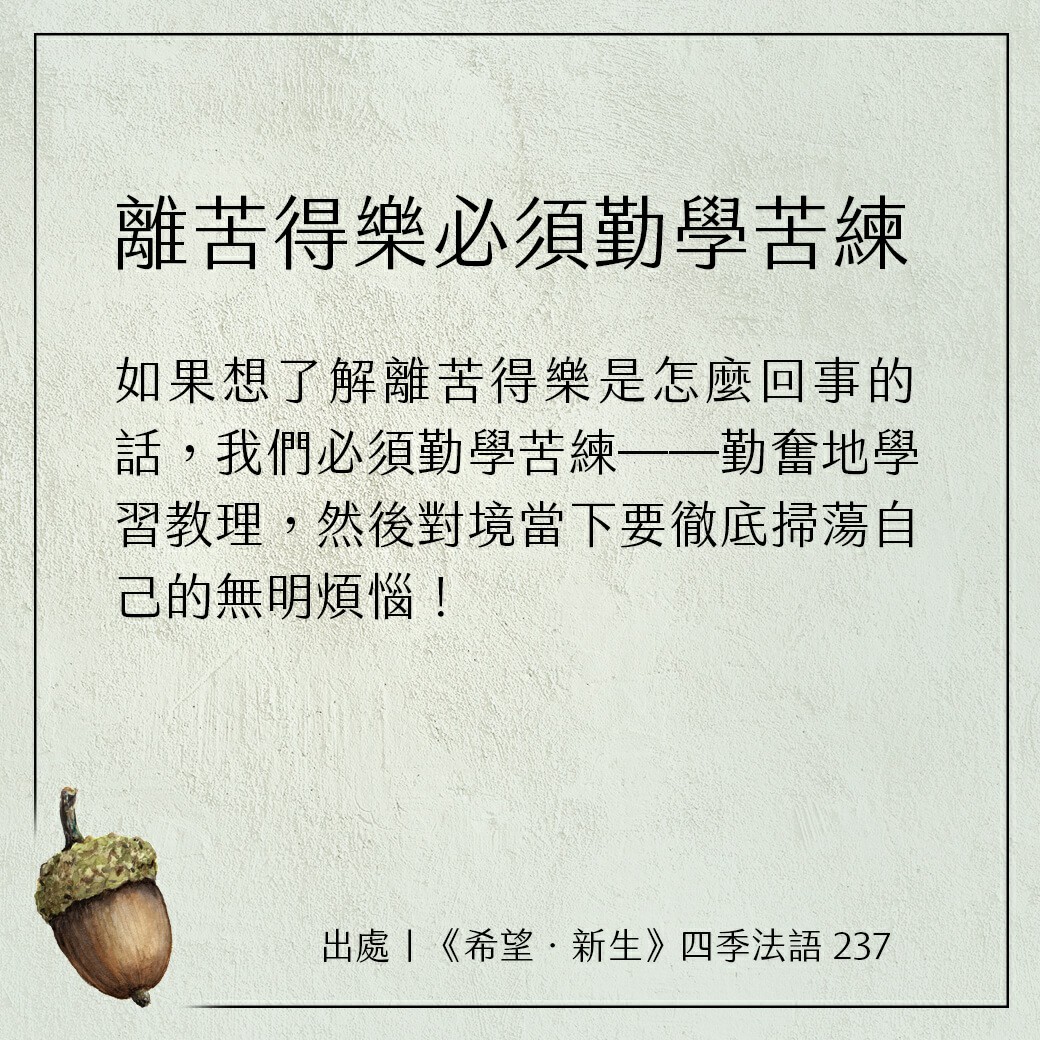 離苦得樂必須勤學苦練
如果想了解離苦得樂是怎麼回事的
話，我們必須勤學苦練——勤奮地學
習教理，然後對境當下要徹底掃蕩自
己的無明煩惱！
出處｜《希望．新生》四季法語 237